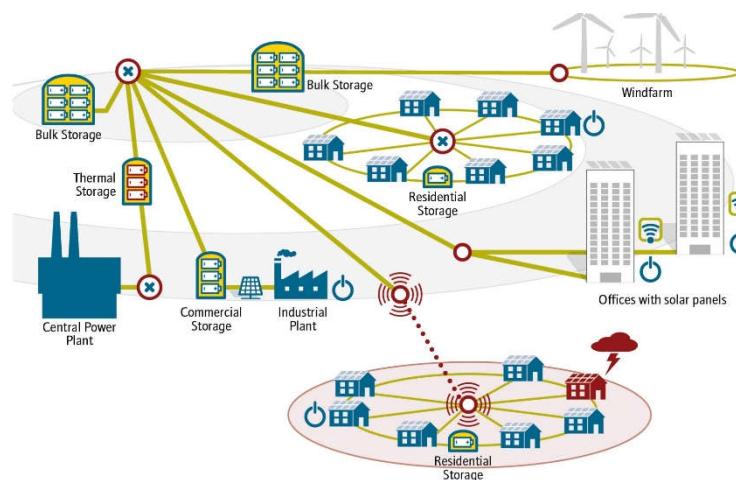 Bulk Storage
Windfarm
Bulk Storage
Thermal
Storage
Residential
Storage
Central Power
Plant
Commercial
Storage
Industrial
Plant
Offices with solar panels
Residential
Storage